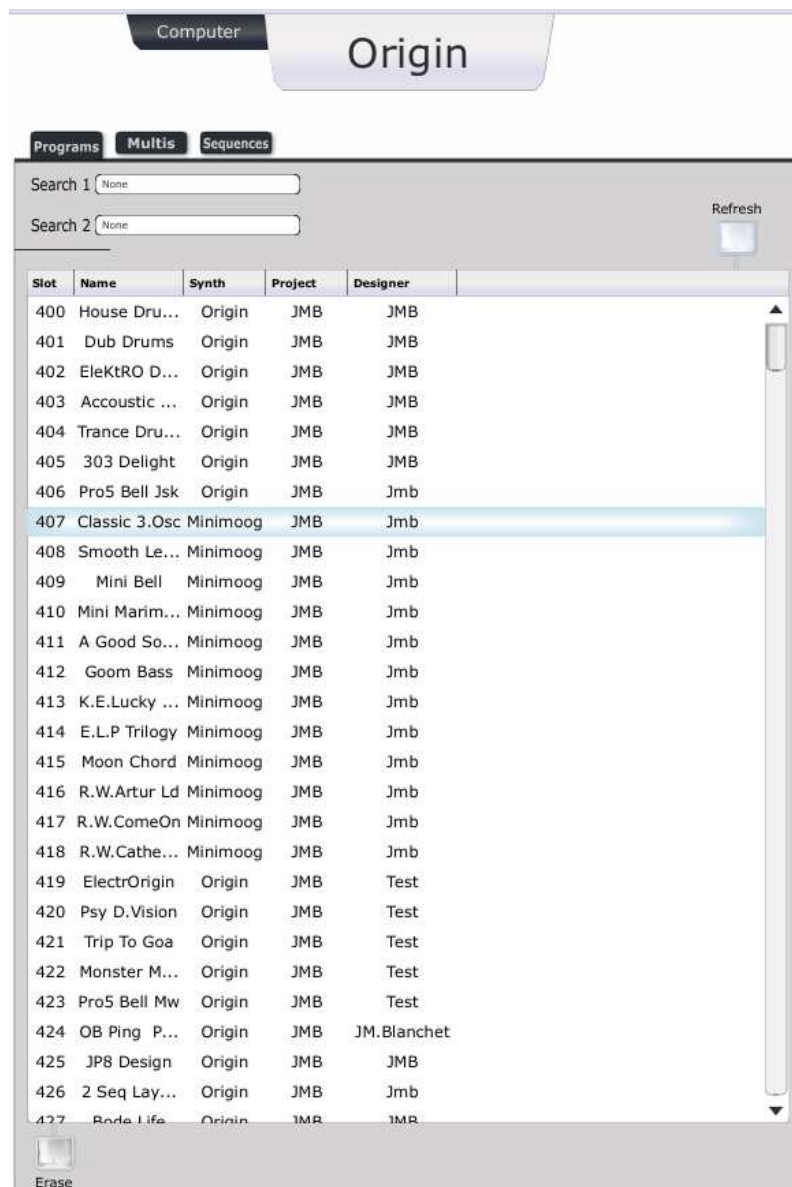 Computer
Origin
Programs Multis Sequences
Search 1 None
Search 2 None
Refresh
Slot Name Synth Project Designer
400 House Dru... Origin JMB JMB
401 Dub Drums Origin JMB JMB
402 EleKtRO D... Origin JMB JMB
403 Accoustic ... Origin JMB JMB
404 Trance Dru... Origin JMB JMB
405 303 Delight Origin JMB JMB
406 Pro5 Bell Jsk Origin JMB Jmb
407 Classic 3.Osc Minimoog JMB Jmb
408 Smooth Le... Minimoog JMB Jmb
409 Mini Bell Minimoog JMB Jmb
410 Mini Marim... Minimoog JMB Jmb
411 A Good So... Minimoog JMB Jmb
412 Goom Bass Minimoog JMB Jmb
413 K.E.Lucky ... Minimoog JMB Jmb
414 E.L.P Trilogy Minimoog JMB Jmb
415 Moon Chord Minimoog JMB Jmb
416 R.W.Artur Ld Minimoog JMB Jmb
417 R.W.ComeOn Minimoog JMB Jmb
418 R.W.Cathe... Minimoog JMB Jmb
419 ElectrOrigin Origin JMB Test
420 Psy D.Vision Origin JMB Test
421 Trip To Goa Origin JMB Test
422 Monster M... Origin JMB Test
423 Pro5 Bell Mw Origin JMB Test
424 OB Ping P... Origin JMB JM.Blanchet
425 JP8 Design Origin JMB JMB
426 2 Seq Lay... Origin JMB Jmb
427 Bode Life Origin JMB JMB
Erase